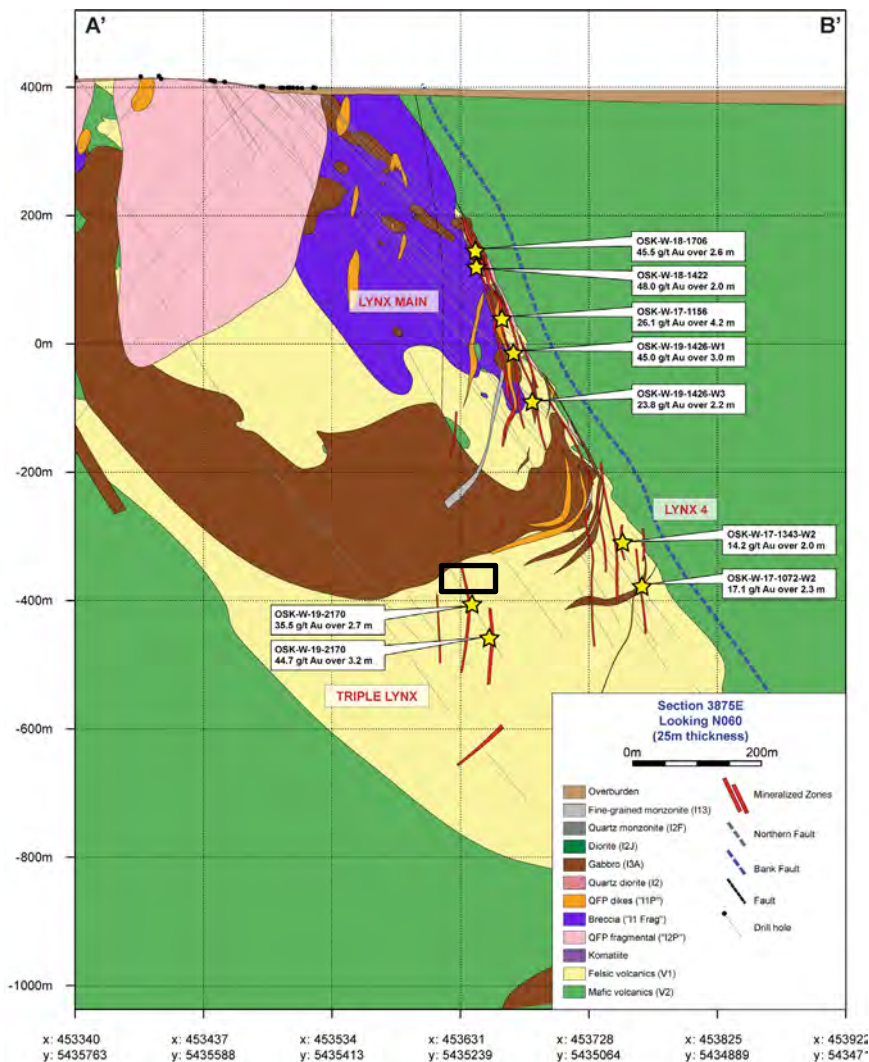 A'
B'
400m
200m
0m
-200m
-400m
-600m
-800m
-1000m
OSK-W-18-1706
45.5 g/t Au over 2.6 m
OSK-W-18-1422
48.0 g/t Au over 2.0 m
OSK-W-17-1156
26.1 g/t Au over 4.2 m
OSK-W-19-1426-W1
45.0 g/t Au over 3.0 m
OSK-W-19-1426-W3
23.8 g/t Au over 2.2 m
LYNX MAIN
LYNX 4
OSK-W-17-1343-W2
14.2 g/t Au over 2.0 m
OSK-W-17-1072-W2
17.1 g/t Au over 2.3 m
OSK-W-19-2170
35.5 g/t Au over 2.7 m
OSK-W-19-2170
44.7 g/t Au over 3.2 m
TRIPLE LYNX
Section 3875E
Looking N060
(25m thickness)
0m 200m
Overburden
Fine-grained monzonite (I13)
Quartz monzonite (I2F)
Diorite (I2J)
Gabbro (I3A)
Quartz diorite (I2)
QFP dikes ("I1P")
Breccia ("I1 Frag")
QFP fragmental ("I2P")
Komatiite
Felsic volcanics (V1)
Mafic volcanics (V2)
Mineralized Zones
Northern Fault
Bank Fault
Fault
Drill hole
x: 453340 x: 453437 x: 453534 x: 453631 x: 453728 x: 453825 x: 453922
y: 5435763 y: 5435588 y: 5435413 y: 5435239 y: 5435064 y: 5434889 y: 543471